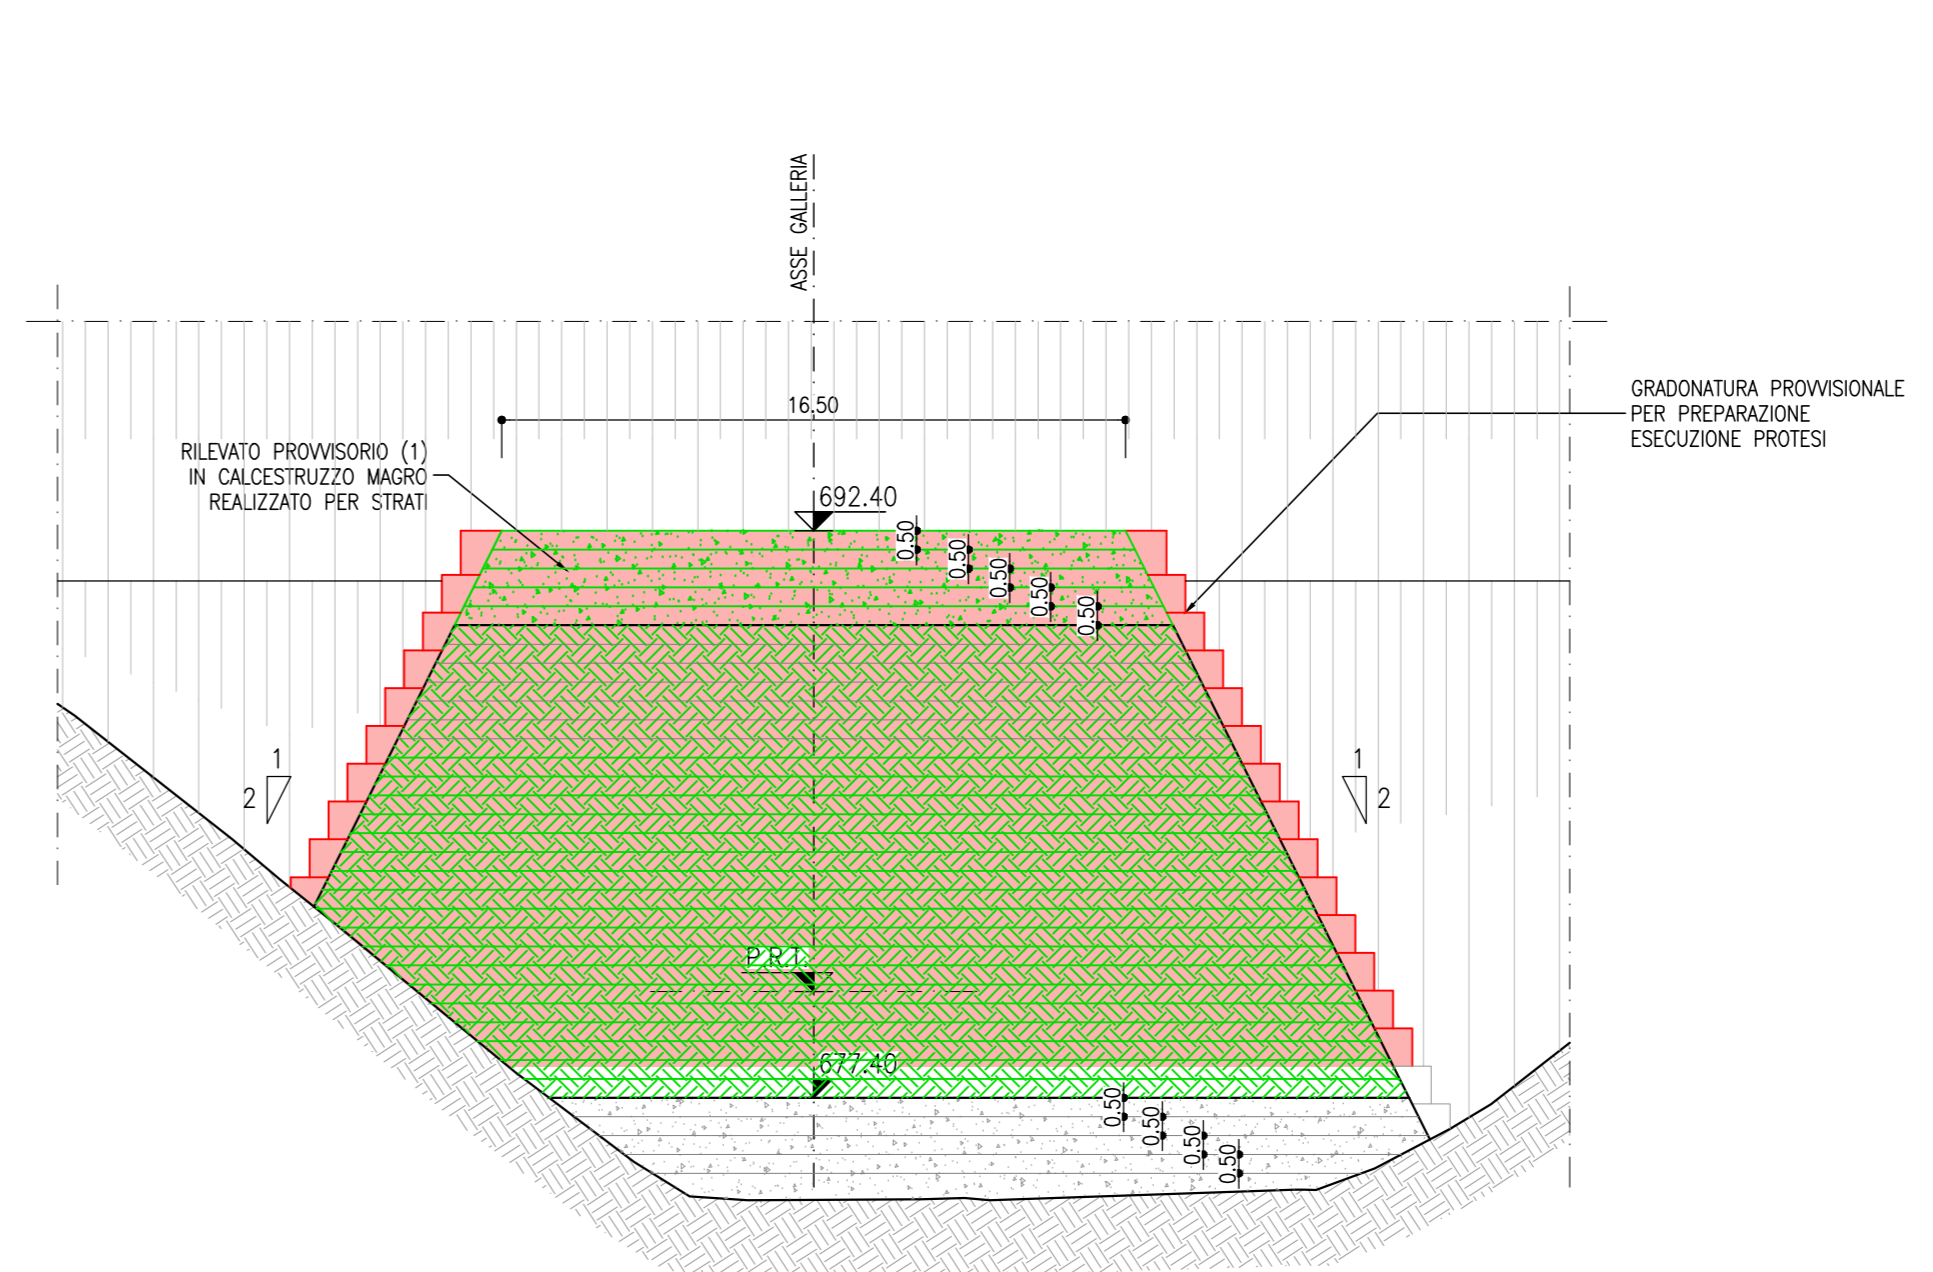 ASSE GALLERIA
16.50
GRADONATURA PROVVISIONALE
PER PREPARAZIONE
ESECUZIONE PROTESI
RILEVATO PROVVISORIO (1)
IN CALCESTRUZZO MAGRO
REALIZZATO PER STRATI
692.40
0.50
0.50
0.50
0.50
0.50
1
2
1
2
P.R.T.
677.40
0.50
0.50
0.50
0.50